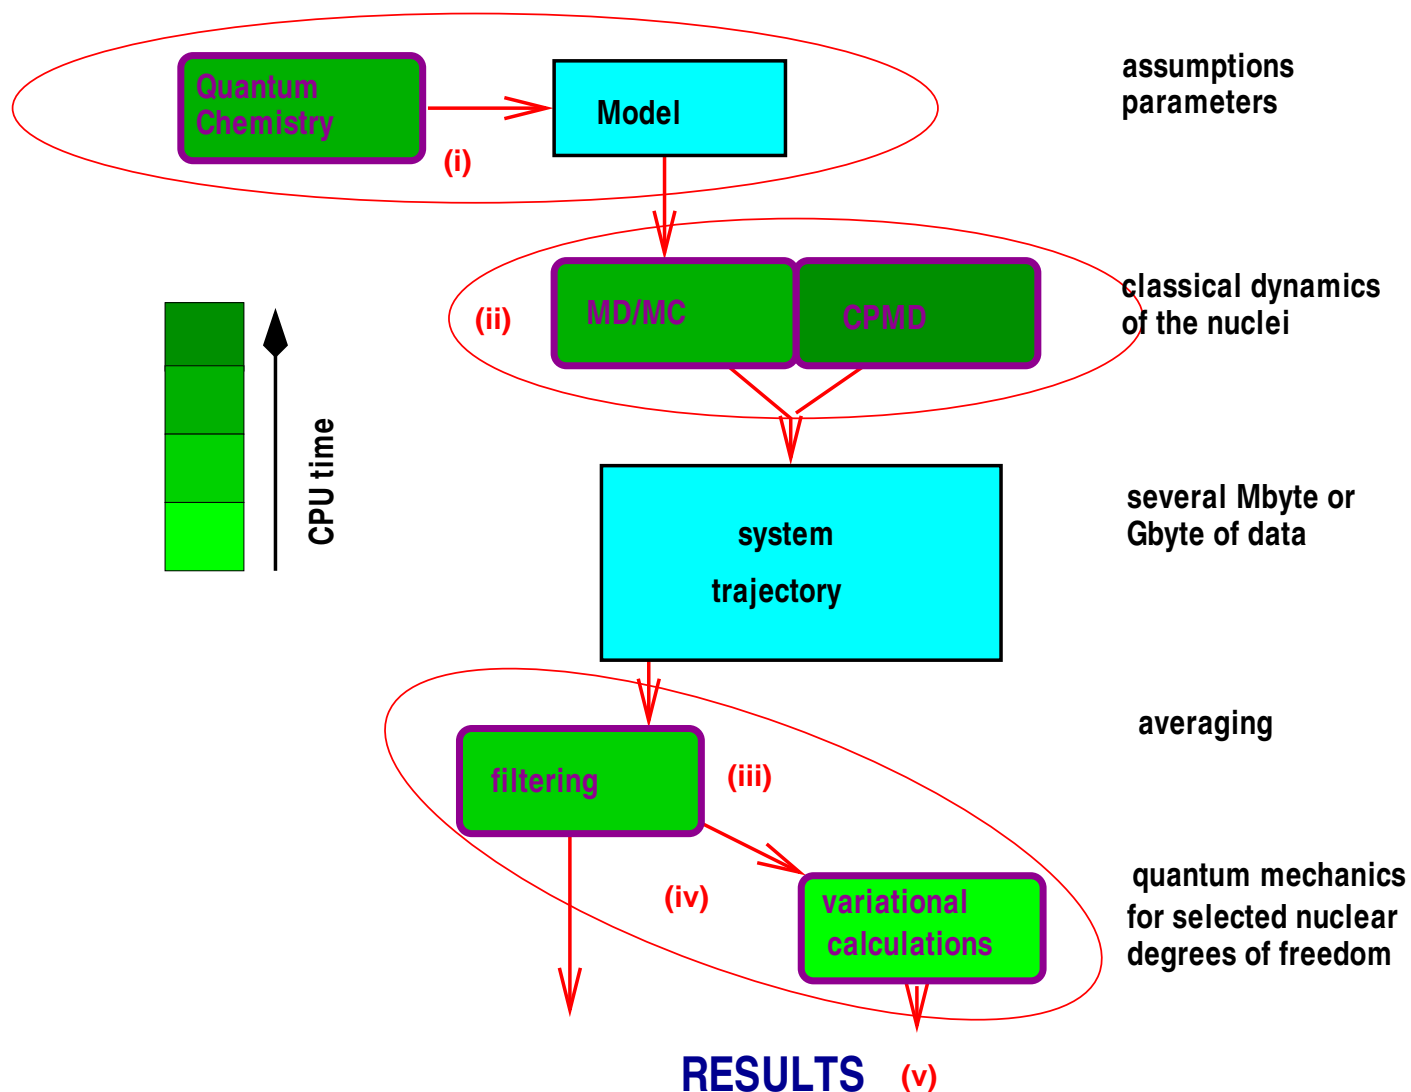 Quantum
Chemistry
(i)
Model
assumptions
parameters
(ii)
MD/MC
CPMD
classical dynamics
of the nuclei
CPU time
system
trajectory
several Mbyte or
Gbyte of data
averaging
filtering
(iii)
(iv)
variational
calculations
quantum mechanics
for selected nuclear
degrees of freedom
RESULTS (v)